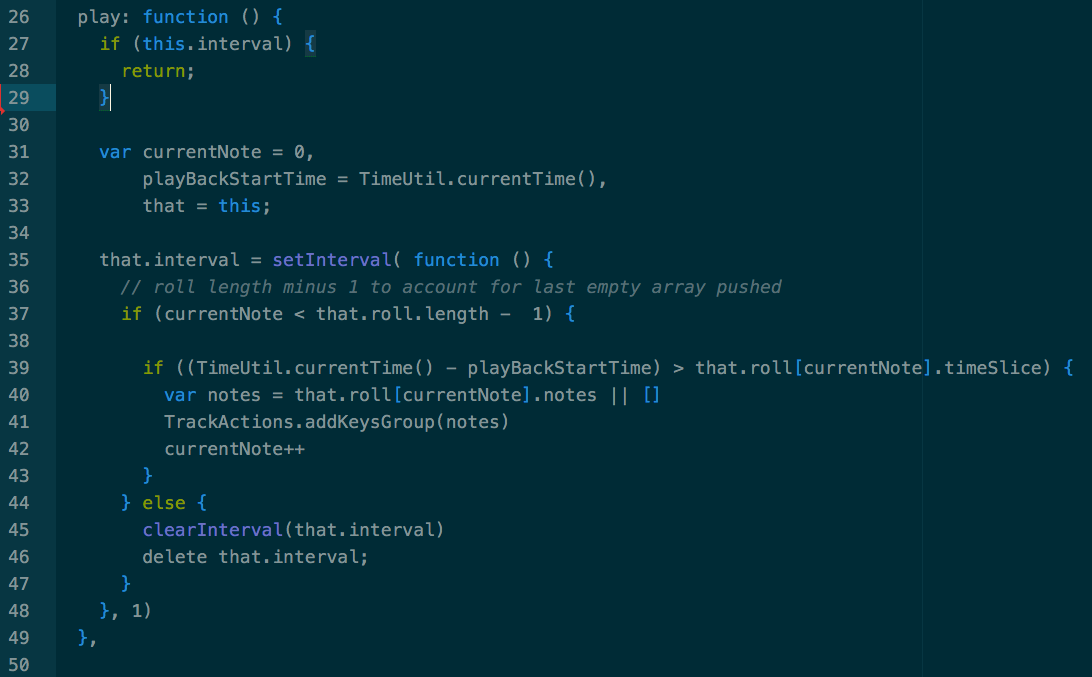 26 play: function () {
27 if (this.interval) {
28 return;
29 }
30
31 var currentNote = 0,
32 playBackStartTime = TimeUtil.currentTime(),
33 that = this;
34
35 that.interval = setInterval( function () {
36 // roll length minus 1 to account for last empty array pushed
37 if (currentNote < that.roll.length -  1) {
38
39 if ((TimeUtil.currentTime() - playBackStartTime) > that.roll[currentNote].timeSlice) {
40 var notes = that.roll[currentNote].notes || []
41 TrackActions.addKeysGroup(notes)
42 currentNote++
43 }
44 } else {
45 clearInterval(that.interval)
46 delete that.interval;
47 }
48 }, 1)
49 },
50